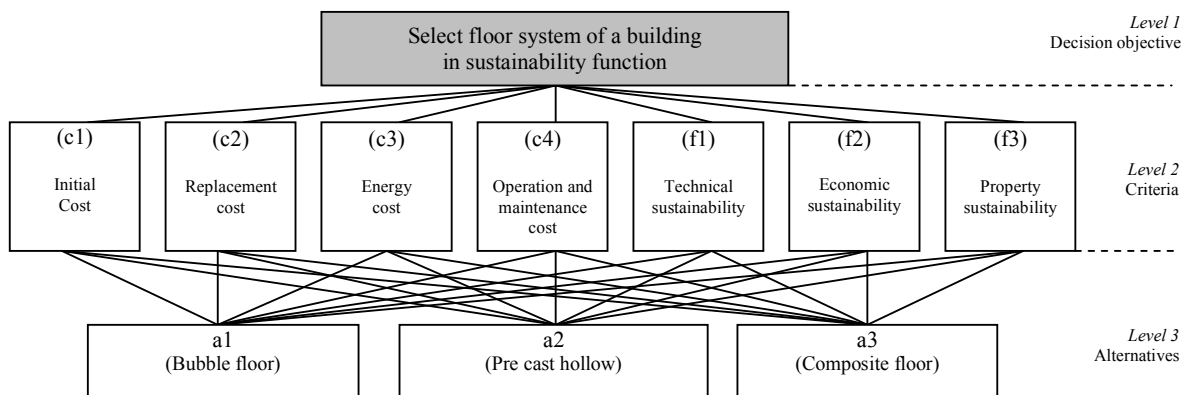 Select floor system of a building
in sustainability function
Level 1
Decision objective
(c1)
Initial
Cost
(c2)
Replacement
cost
(c3)
Energy
cost
(c4)
Operation and
maintenance
cost
(f1)
Technical
sustainability
(f2)
Economic
sustainability
(f3)
Property
sustainability
Level 2
Criteria
a1
(Bubble floor)
a2
(Pre cast hollow)
a3
(Composite floor)
Level 3
Alternatives